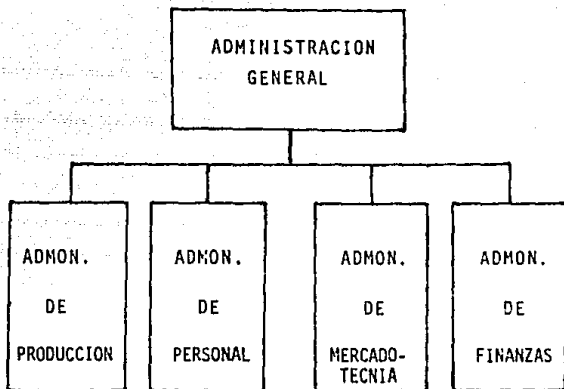 ADMINISTRACION
GENERAL
ADMON.
DE
PRODUCCION
ADMON.
DE
PERSONAL
ADMON.
DE
MERCADO-
TECNIA
ADMON.
DE
FINANZAS